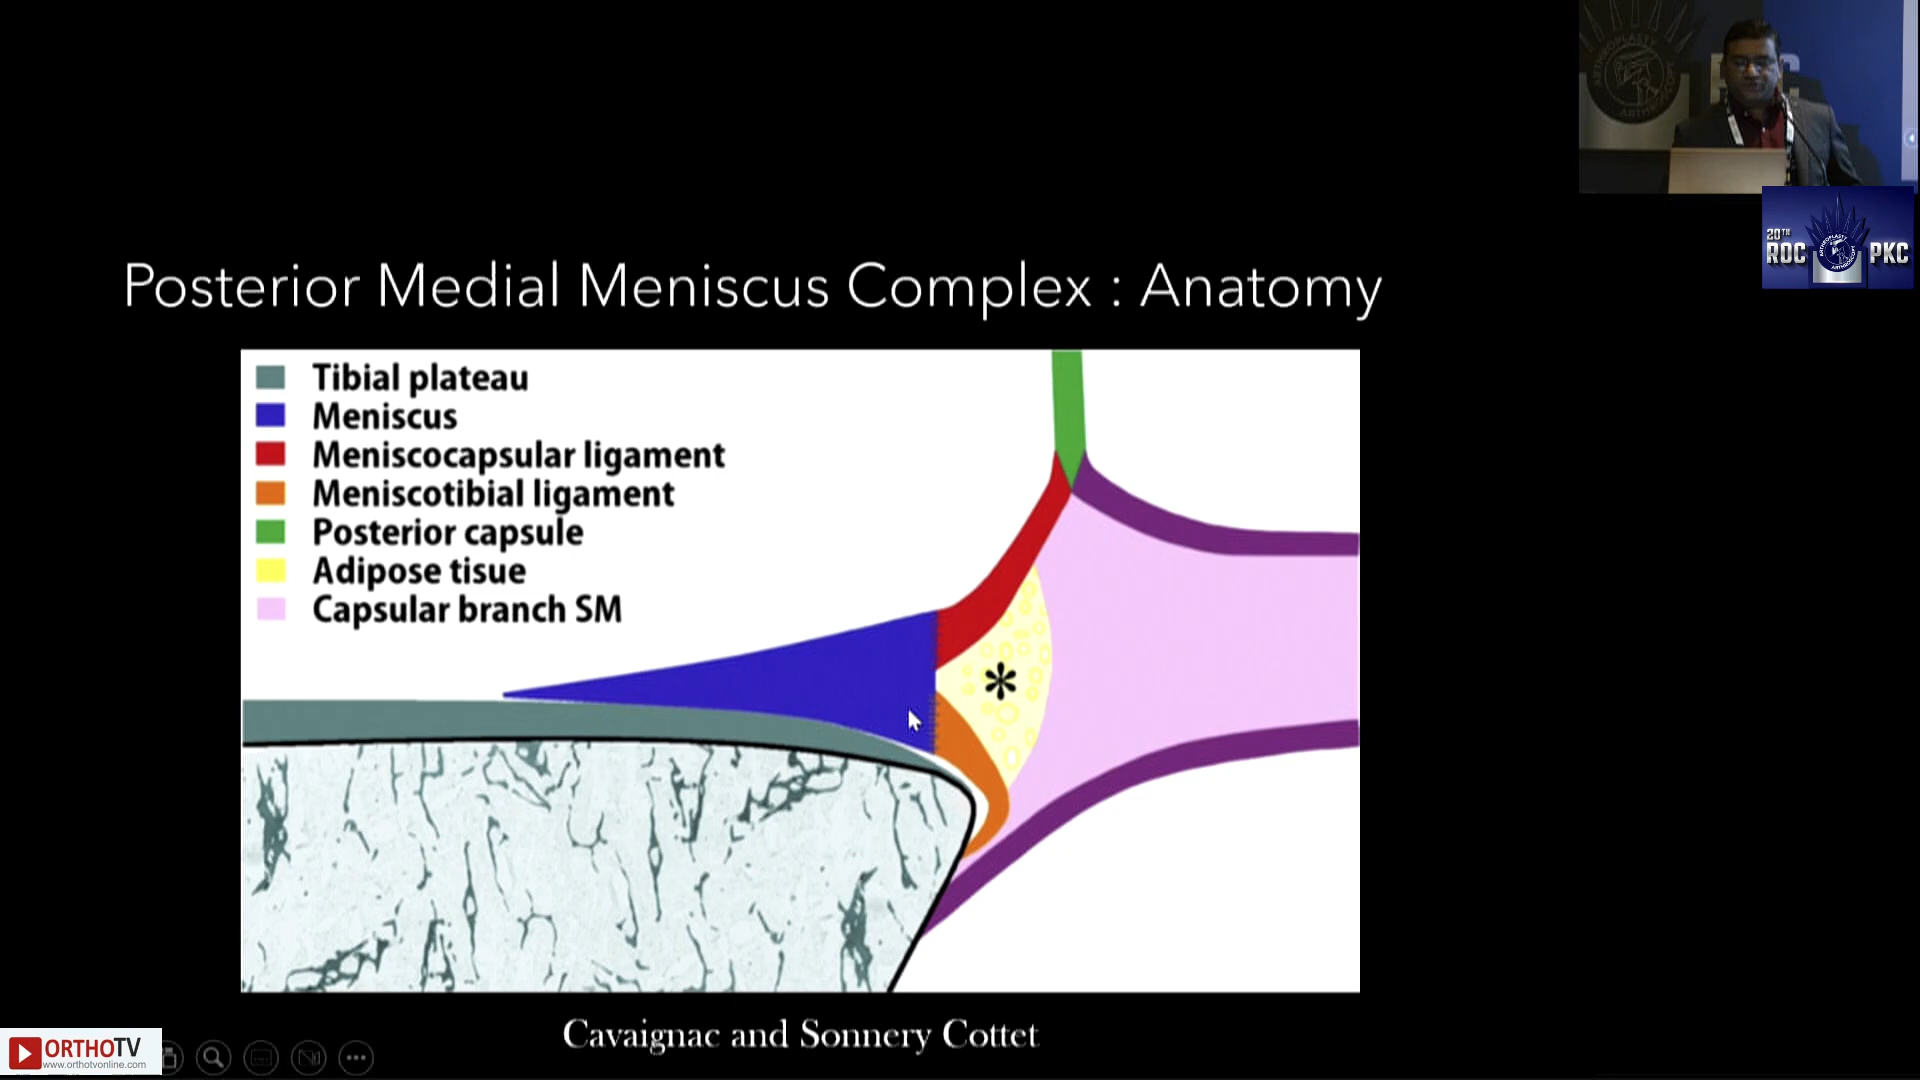 20TH
ROC PKC
Posterior Medial Meniscus Complex : Anatomy
Tibial plateau
Meniscus
Meniscocapsular ligament
Meniscotibial ligament
Posterior capsule
Adipose tisue
Capsular branch SM
*
Cavaignac and Sonnery Cottet
ORTHOTV
www.orthotvonline.com